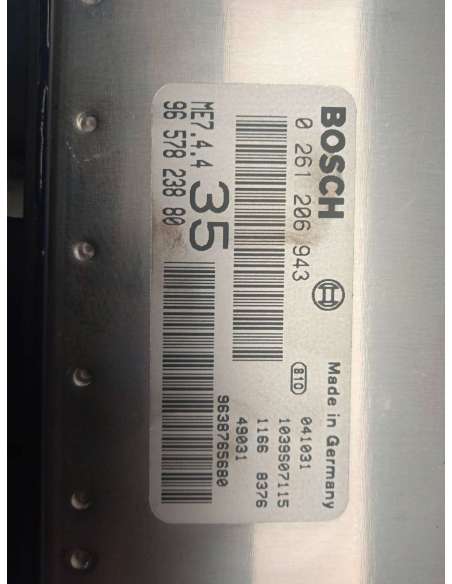 BOSCH
Made in Germany
0 261 206 943
B10
041031
1039S07115
1166 8376
49031
ME7.4.4
35
96 578 238 80
9638765680